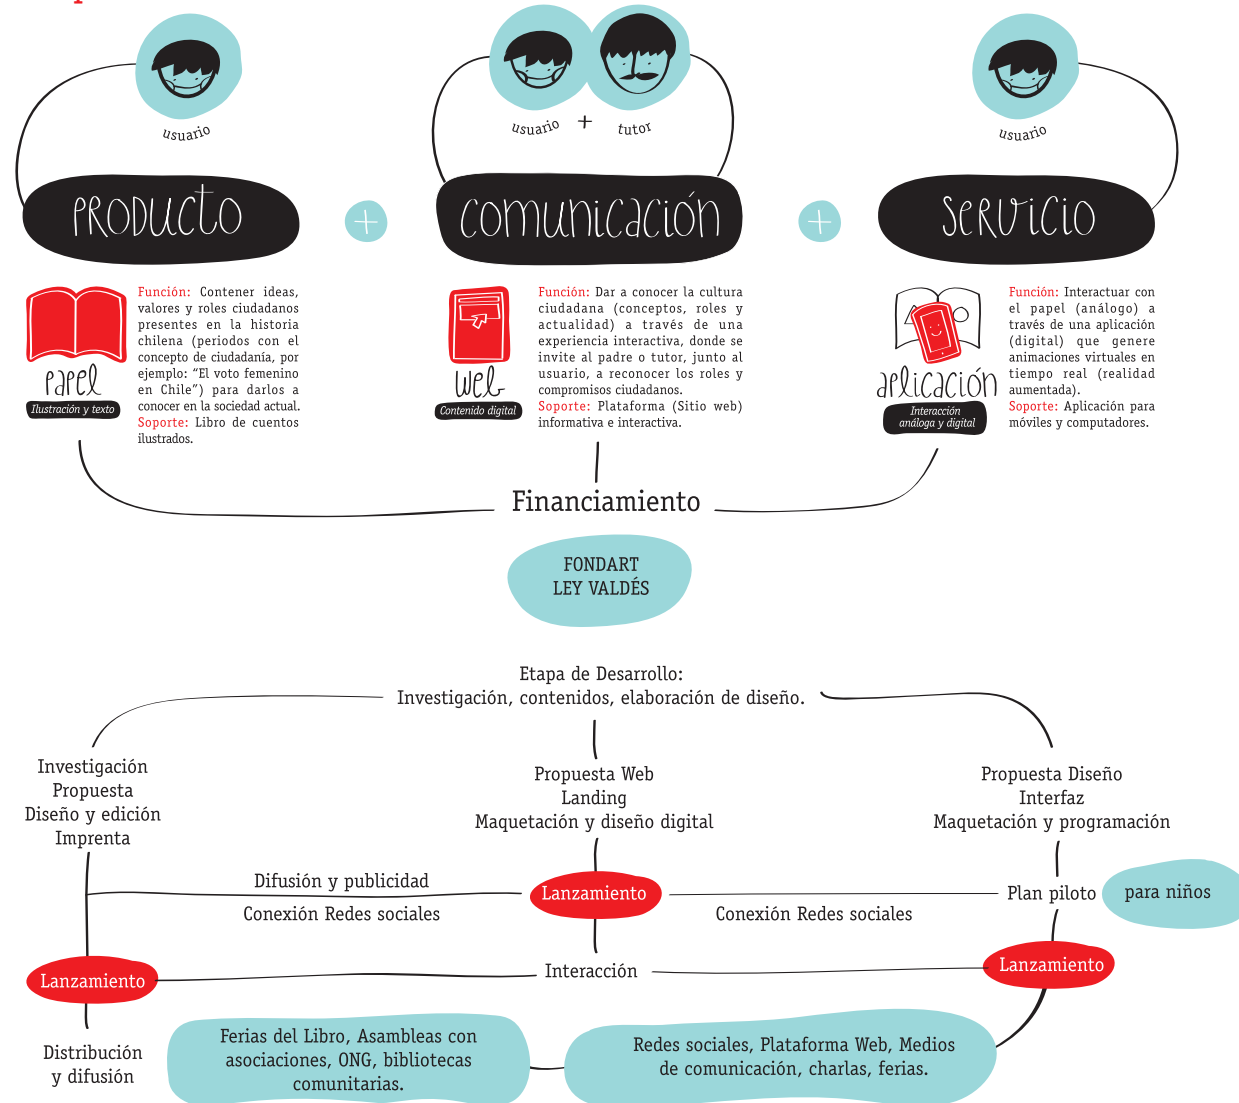 usuario
usuario + tutor
usuario
PRODUCTO
+
COMUNICACIÓN
+
SERVICIO
Función: Contener ideas,
valores y roles ciudadanos
presentes en la historia
chilena (periodos con el
concepto de ciudadanía, por
ejemplo: “El voto femenino
en Chile”) para darlos a
conocer en la sociedad actual.
Soporte: Libro de cuentos
ilustrados.
papel
Ilustración y texto
Función: Dar a conocer la cultura
ciudadana (conceptos, roles y
actualidad) a través de una
experiencia interactiva, donde se
invite al padre o tutor, junto al
usuario, a reconocer los roles y
compromisos ciudadanos.
Soporte: Plataforma (Sitio web)
informativa e interactiva.
web
Contenido digital
Función: Interactuar con
el papel (análogo) a
través de una aplicación
(digital) que genere
animaciones virtuales en
tiempo real (realidad
aumentada).
Soporte: Aplicación para
móviles y computadores.
aplicación
Interacción
análoga y digital
Financiamiento
FONDART
LEY VALDÉS
Etapa de Desarrollo:
Investigación, contenidos, elaboración de diseño.
Investigación
Propuesta
Diseño y edición
Imprenta
Propuesta Web
Landing
Maquetación y diseño digital
Propuesta Diseño
Interfaz
Maquetación y programación
Difusión y publicidad
Conexión Redes sociales
Lanzamiento
Conexión Redes sociales
Plan piloto
para niños
Lanzamiento
Interacción
Lanzamiento
Distribución
y difusión
Ferias del Libro, Asambleas con
asociaciones, ONG, bibliotecas
comunitarias.
Redes sociales, Plataforma Web, Medios
de comunicación, charlas, ferias.